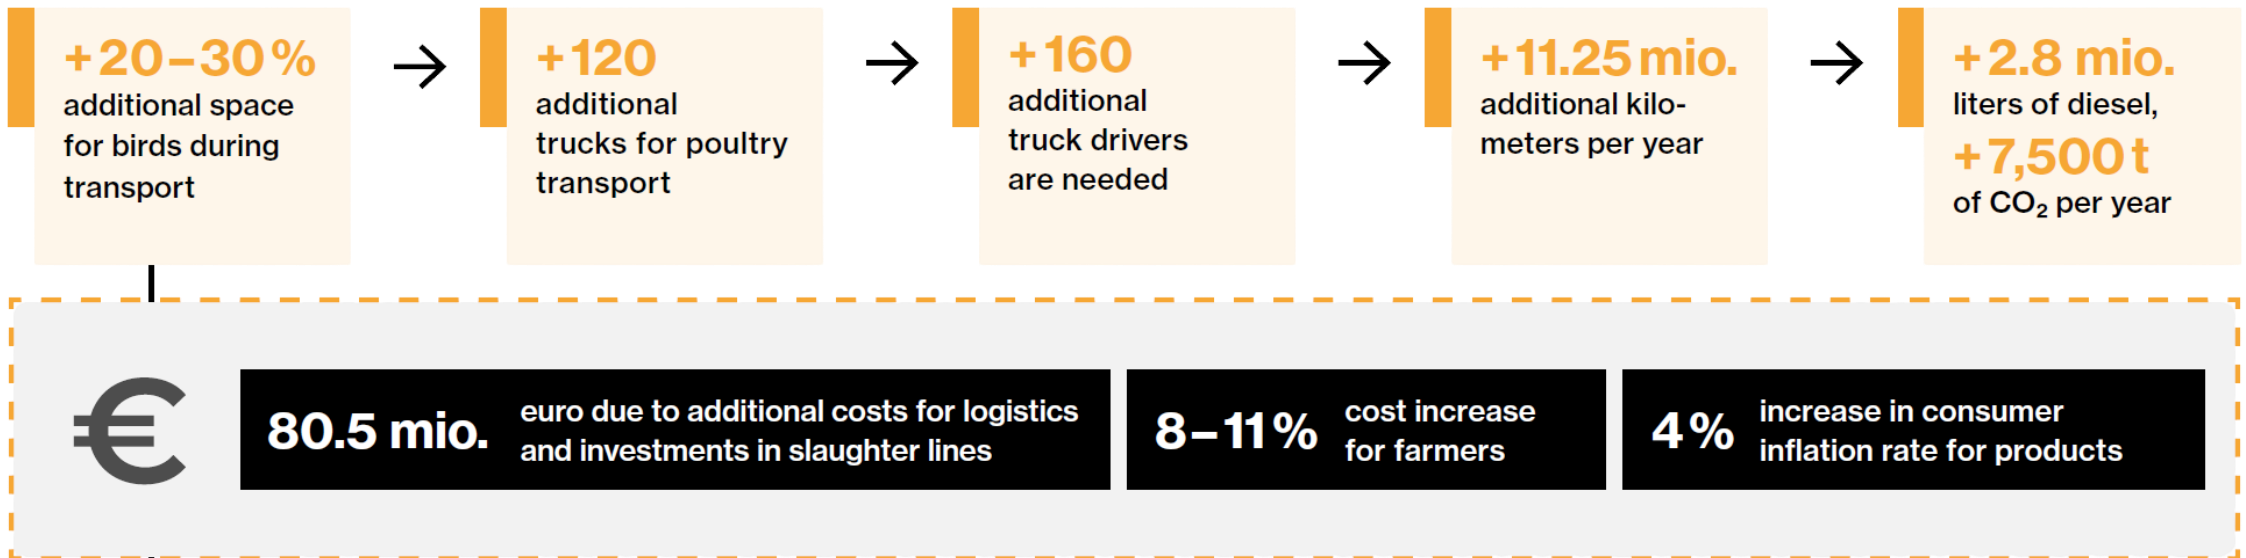 +20–30%
additional space
for birds during
transport
+120
additional
trucks for poultry
transport
+160
additional
truck drivers
are needed
+11.25 mio.
additional kilo-
meters per year
+2.8 mio.
liters of diesel,
+7,500 t
of CO₂ per year
€
80.5 mio.
euro due to additional costs for logistics
and investments in slaughter lines
8–11%
cost increase
for farmers
4%
increase in consumer
inflation rate for products